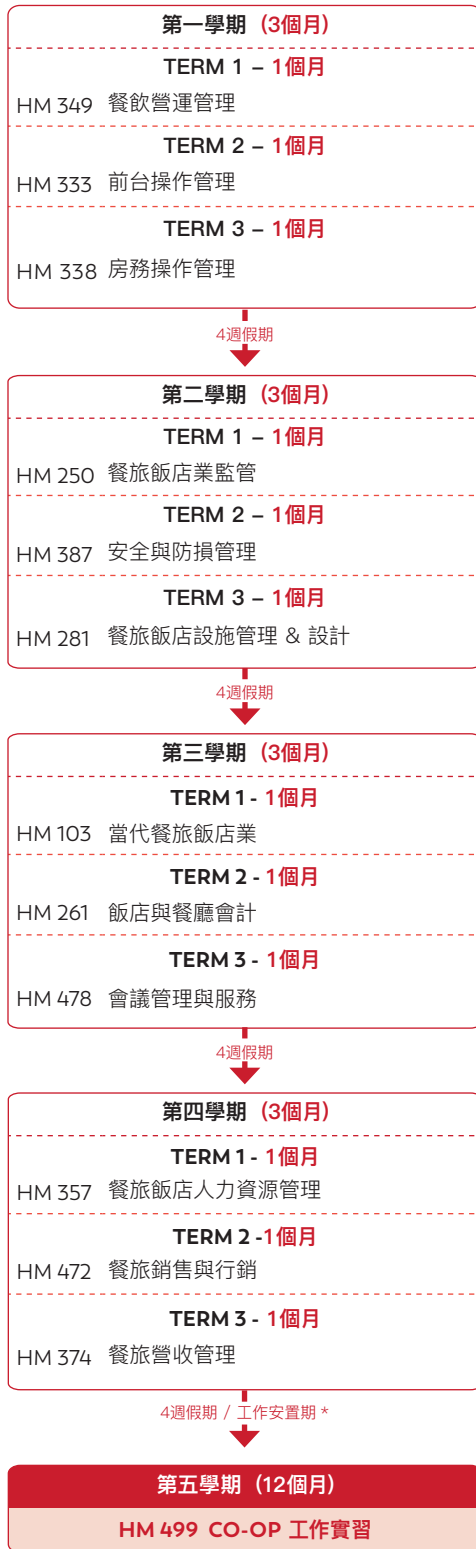 第一學期 (3個月)
TERM 1 – 1個月
HM 349 餐飲營運管理
TERM 2 – 1個月
HM 333 前台操作管理
TERM 3 – 1個月
HM 338 房務操作管理
4週假期
第二學期 (3個月)
TERM 1 – 1個月
HM 250 餐旅飯店業監管
TERM 2 – 1個月
HM 387 安全與防損管理
TERM 3 – 1個月
HM 281 餐旅飯店設施管理 & 設計
4週假期
第三學期 (3個月)
TERM 1 - 1個月
HM 103 當代餐旅飯店業
TERM 2 - 1個月
HM 261 飯店與餐廳會計
TERM 3 - 1個月
HM 478 會議管理與服務
4週假期
第四學期 (3個月)
TERM 1 - 1個月
HM 357 餐旅飯店人力資源管理
TERM 2 -1個月
HM 472 餐旅銷售與行銷
TERM 3 - 1個月
HM 374 餐旅營收管理
4週假期 / 工作安置期 *
第五學期 (12個月)
HM 499 CO-OP 工作實習